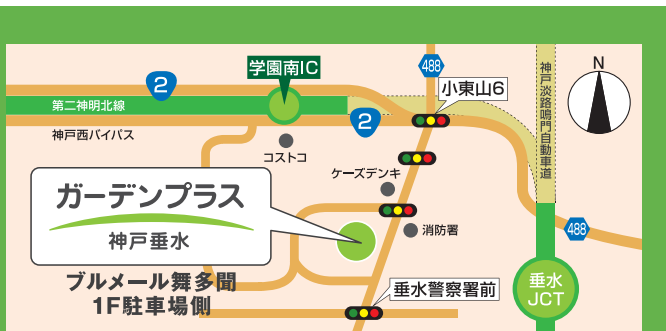 学園南IC
488
N
2
小東山6
第二神明北線
2
神戸淡路鳴門自動車道
神戸西バイパス
コストコ
ケーズデンキ
ガーデンプラス
神戸垂水
消防署
488
ブルメール舞多聞
1F駐車場側
垂水警察署前
垂水
JCT